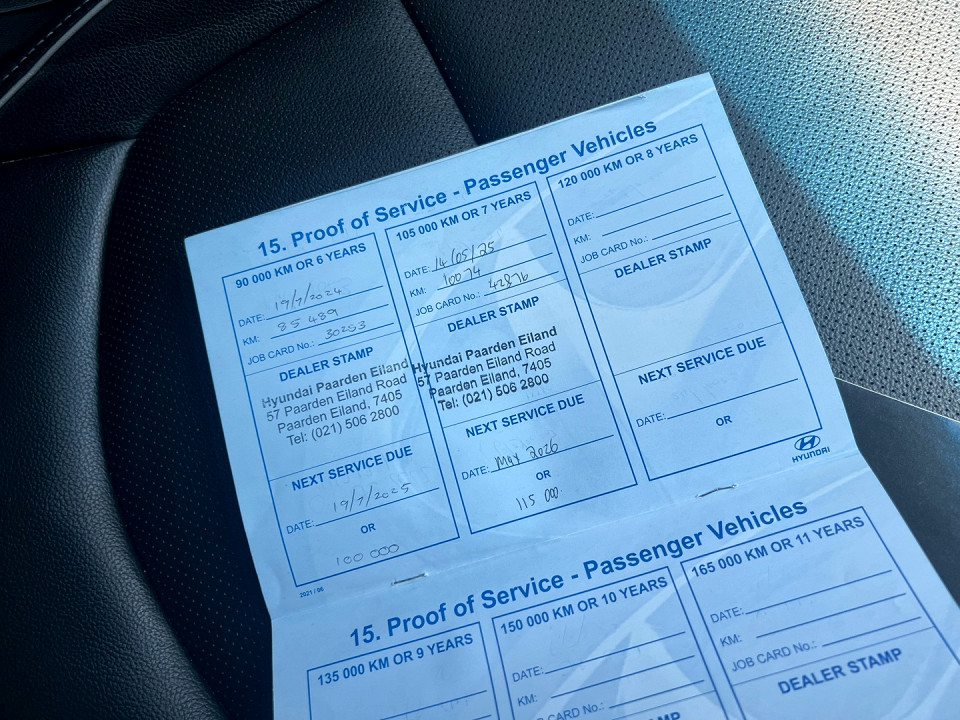 15. Proof of Service - Passenger Vehicles
90 000 KM OR 6 YEARS
DATE: 19/7/2024
KM: 85 489
JOB CARD No.: 30253
DEALER STAMP
Hyundai Paarden Eiland
57 Paarden Eiland Road
Paarden Eiland, 7405
Tel: (021) 506 2800
NEXT SERVICE DUE
DATE: 19/7/2025
OR
100 000
2021 / 06
105 000 KM OR 7 YEARS
DATE: 14/05/25
KM: 10074
JOB CARD No.: 42876
DEALER STAMP
Hyundai Paarden Eiland
57 Paarden Eiland Road
Paarden Eiland, 7405
Tel: (021) 506 2800
NEXT SERVICE DUE
DATE: May 2026
OR
115 000
120 000 KM OR 8 YEARS
DATE:
KM:
JOB CARD No.:
DEALER STAMP
NEXT SERVICE DUE
DATE:
OR
HYUNDAI
15. Proof of Service - Passenger Vehicles
135 000 KM OR 9 YEARS
150 000 KM OR 10 YEARS
DATE:
KM:
JOB CARD No.:
STAMP
165 000 KM OR 11 YEARS
DATE:
KM:
JOB CARD No.:
DEALER STAMP